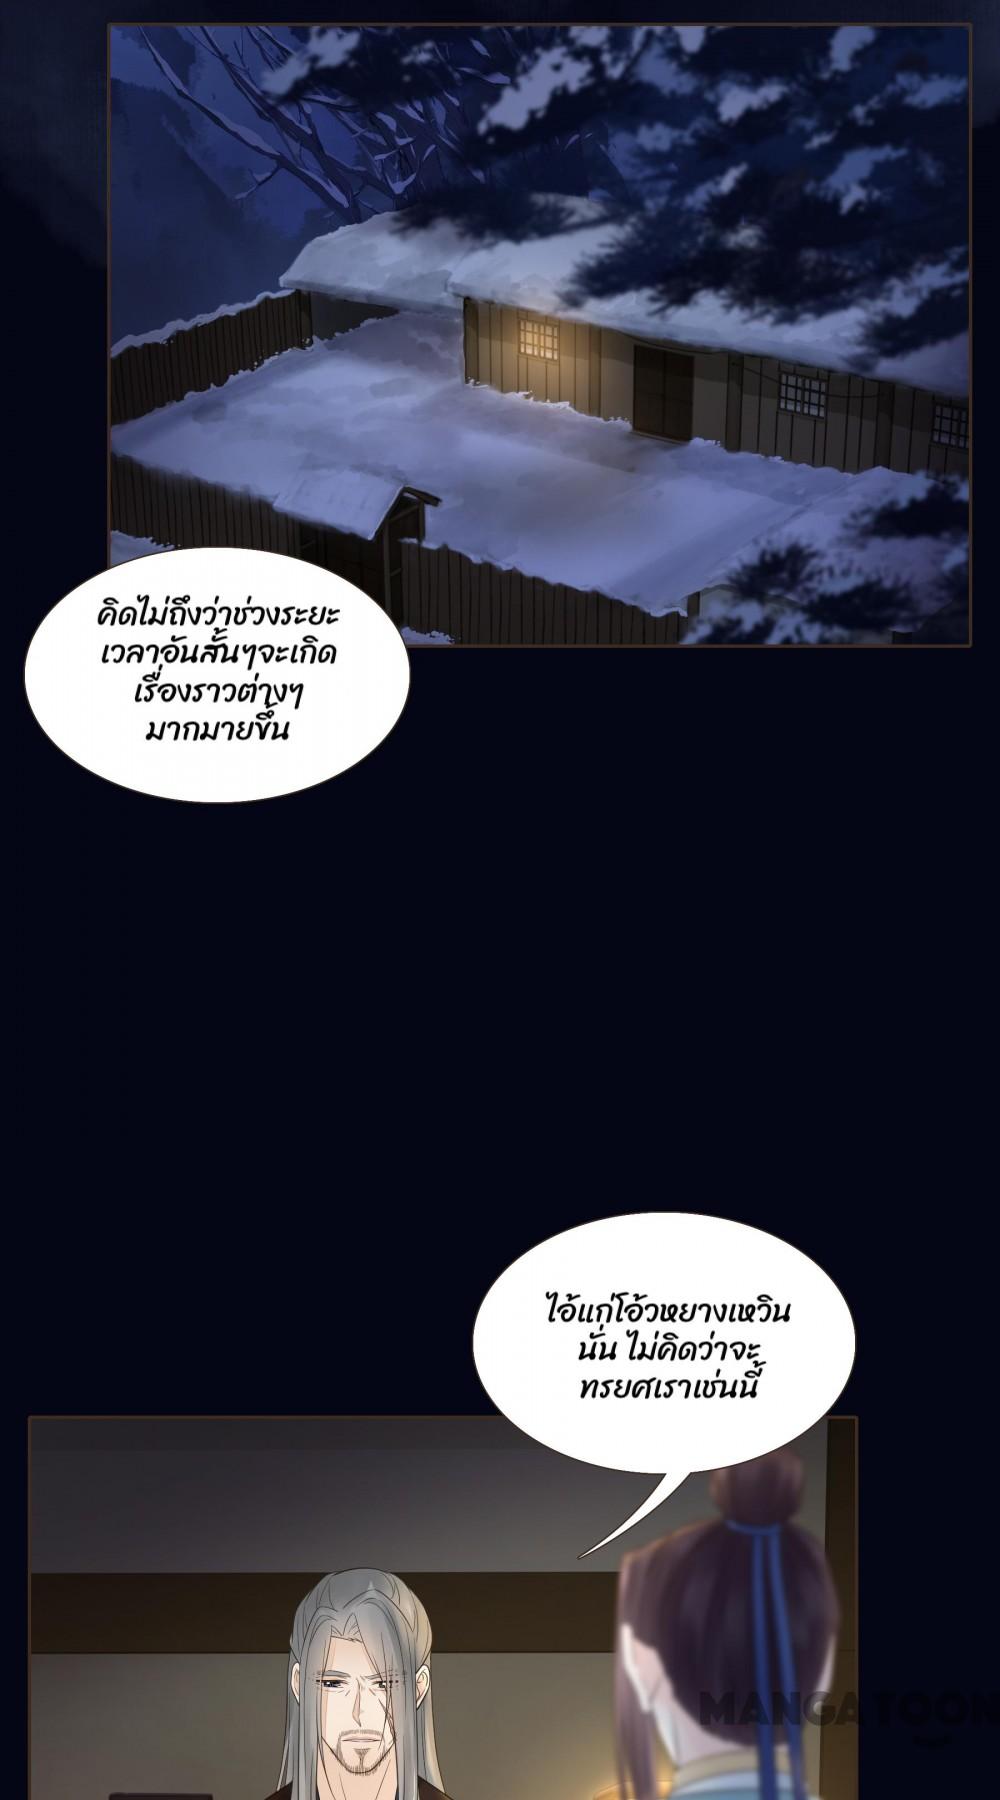 คิดไม่ถึงว่าช่วงระยะ
เวลาอันสั้นๆจะเกิด
เรื่องราวต่างๆ
มากมายขึ้น
ไอ้แก่โอ้วหยางเหวิน
นั่น ไม่คิดว่าจะ
ทรยศเราเช่นนี้
MANGATOON